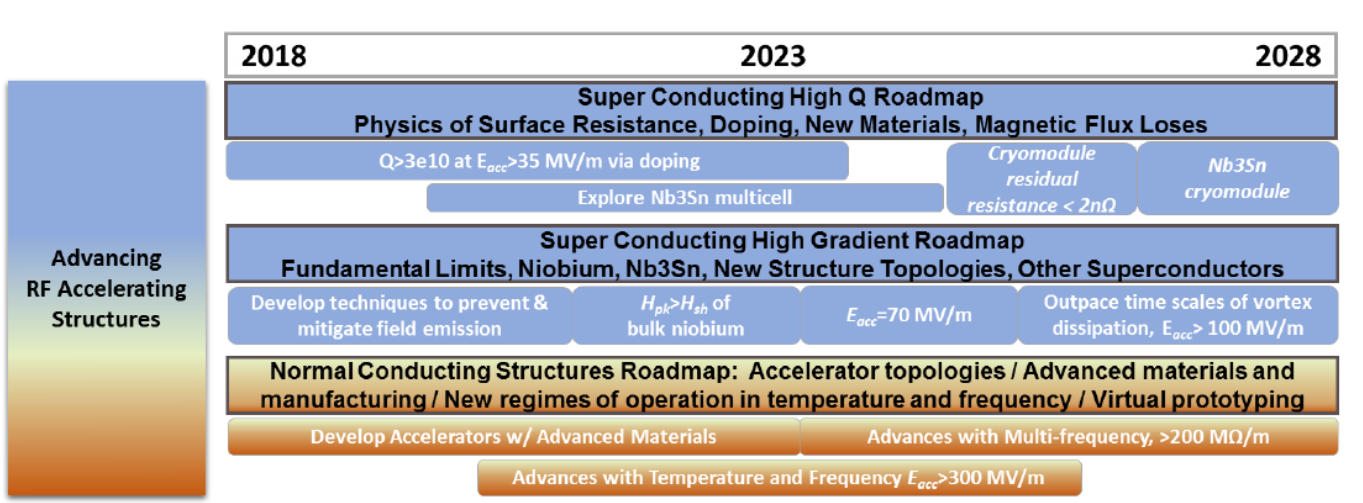 2018 2023 2028
Advancing
RF Accelerating
Structures
Super Conducting High Q Roadmap
Physics of Surface Resistance, Doping, New Materials, Magnetic Flux Loses
Q>3e10 at Eacc>35 MV/m via doping
Explore Nb3Sn multicell
Cryomodule
residual
resistance < 2nΩ
Nb3Sn
cryomodule
Super Conducting High Gradient Roadmap
Fundamental Limits, Niobium, Nb3Sn, New Structure Topologies, Other Superconductors
Develop techniques to prevent &
mitigate field emission
Hpk>Hsh of
bulk niobium
Eacc=70 MV/m
Outpace time scales of vortex
dissipation, Eacc> 100 MV/m
Normal Conducting Structures Roadmap: Accelerator topologies / Advanced materials and
manufacturing / New regimes of operation in temperature and frequency / Virtual prototyping
Develop Accelerators w/ Advanced Materials
Advances with Multi-frequency, >200 MΩ/m
Advances with Temperature and Frequency Eacc>300 MV/m